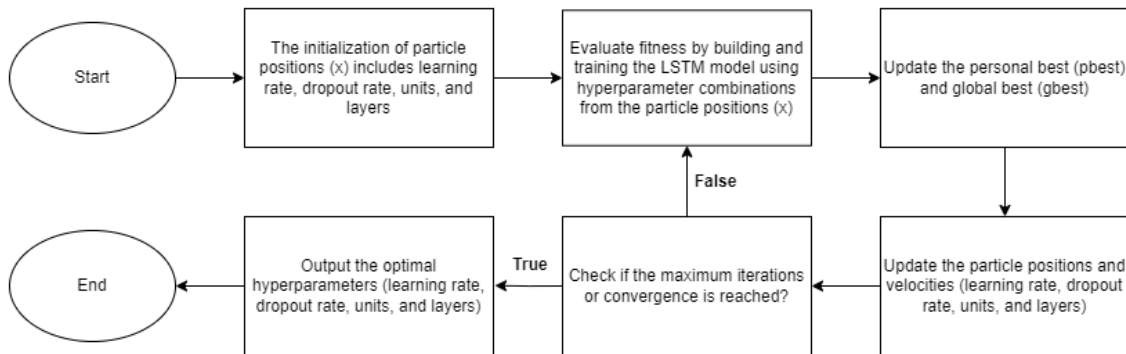 Start
The initialization of particle
positions (x) includes learning
rate, dropout rate, units, and
layers
Evaluate fitness by building and
training the LSTM model using
hyperparameter combinations
from the particle positions (x)
Update the personal best (pbest)
and global best (gbest)
Update the particle positions and
velocities (learning rate, dropout
rate, units, and layers)
Check if the maximum iterations
or convergence is reached?
False
True
Output the optimal
hyperparameters (learning rate,
dropout rate, units, and layers)
End